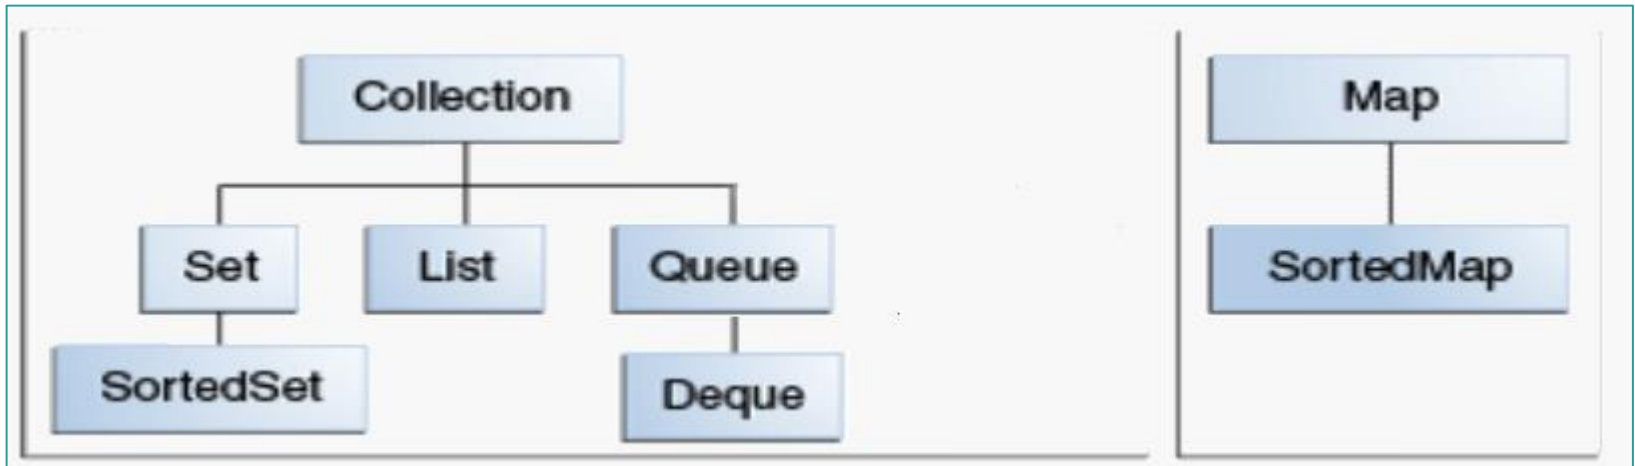 Collection
Map
Set
List
Queue
SortedMap
SortedSet
Deque